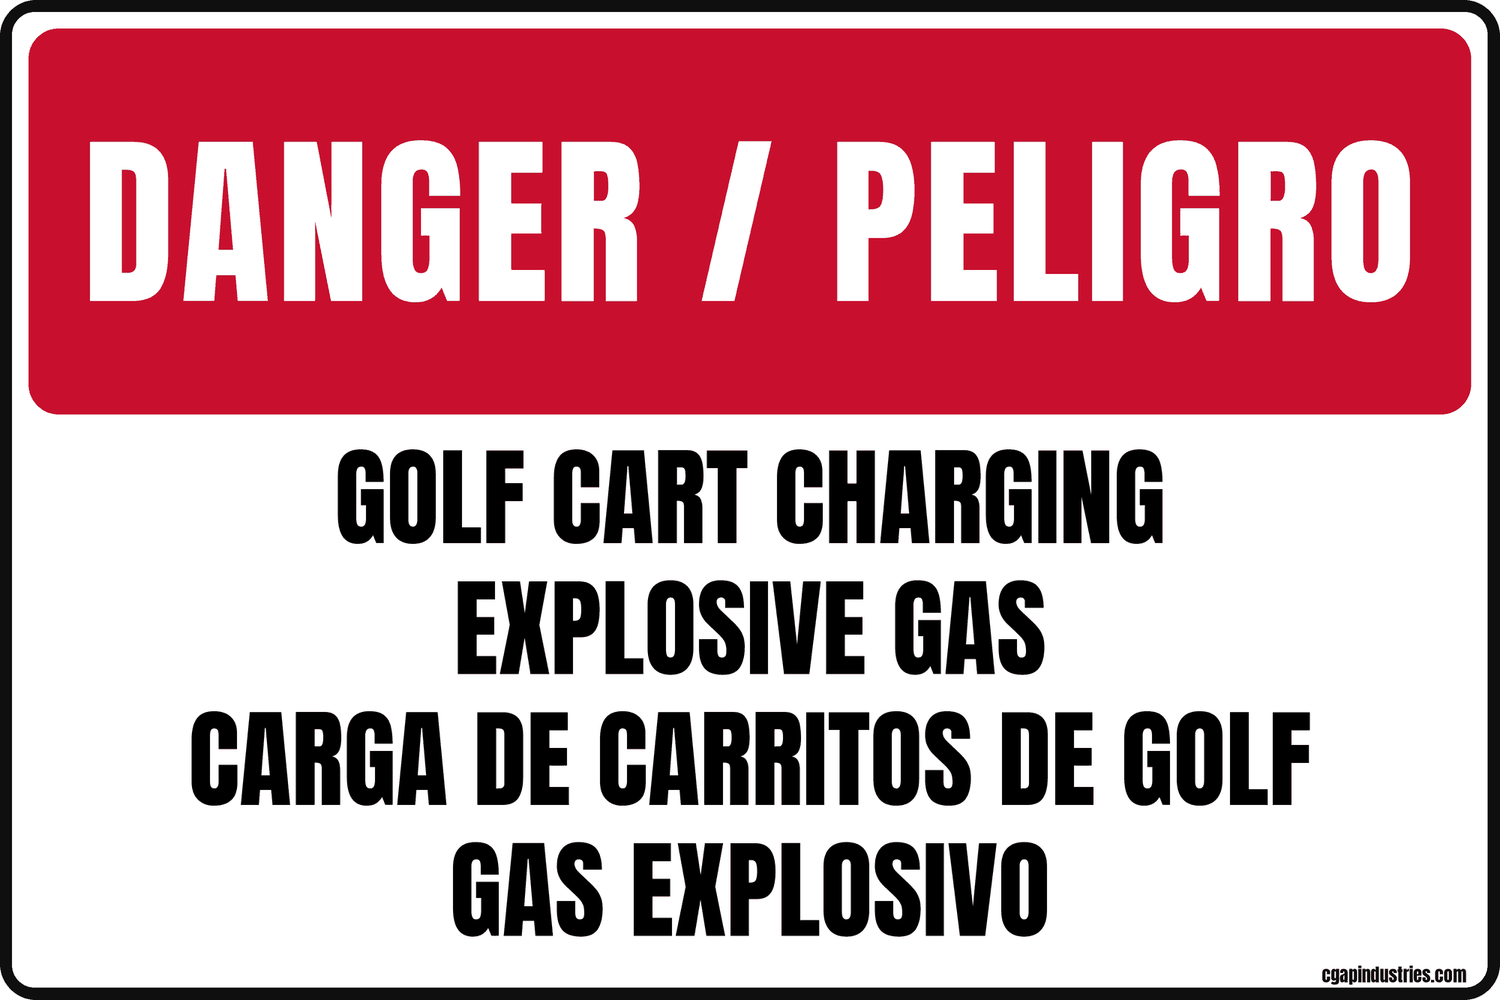 DANGER / PELIGRO
GOLF CART CHARGING
EXPLOSIVE GAS
CARGA DE CARRITOS DE GOLF
GAS EXPLOSIVO
cgapindustries.com